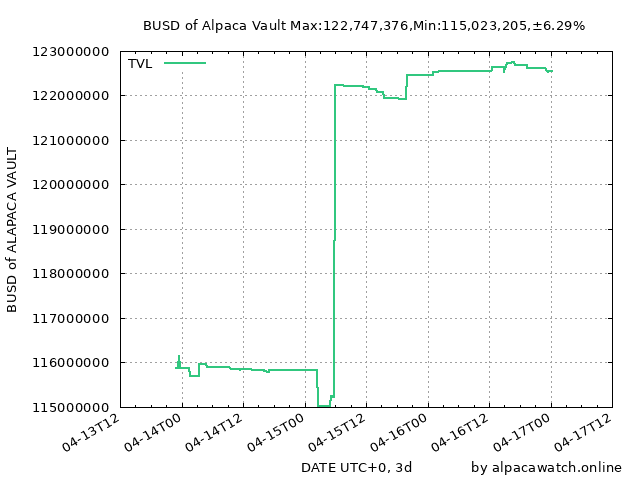 BUSD of Alpaca Vault Max:122,747,376,Min:115,023,205,±6.29%
TVL
123000000
122000000
121000000
120000000
119000000
118000000
117000000
116000000
115000000
BUSD of ALAPACA VAULT
04-13T12
04-14T00
04-14T12
04-15T00
04-15T12
04-16T00
04-16T12
04-17T00
04-17T12
DATE UTC+0, 3d
by alpacawatch.online